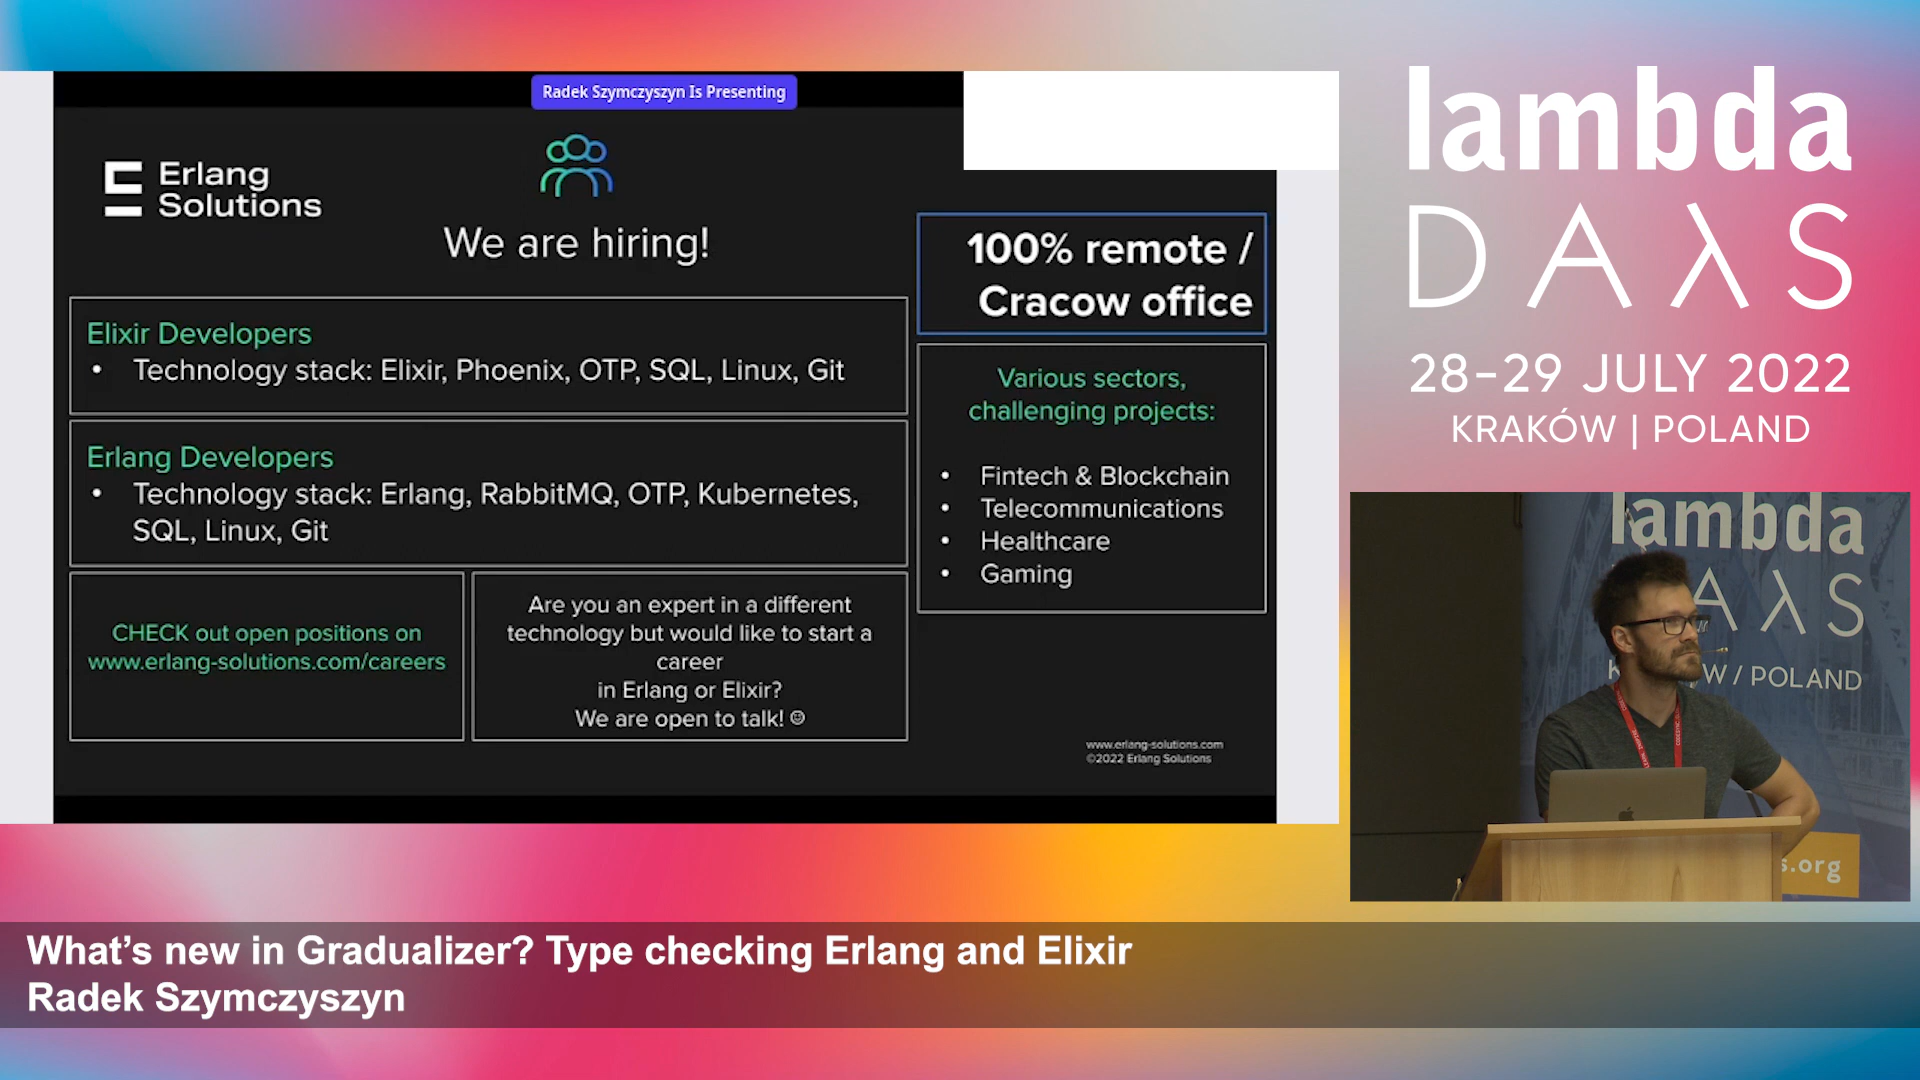 Radek Szymczyszyn Is Presenting
Erlang
Solutions
We are hiring!
100% remote /
Cracow office
Elixir Developers
• Technology stack: Elixir, Phoenix, OTP, SQL, Linux, Git
Erlang Developers
• Technology stack: Erlang, RabbitMQ, OTP, Kubernetes,
SQL, Linux, Git
CHECK out open positions on
www.erlang-solutions.com/careers
Are you an expert in a different
technology but would like to start a
career
in Erlang or Elixir?
We are open to talk! ☺
Various sectors,
challenging projects:
• Fintech & Blockchain
• Telecommunications
• Healthcare
• Gaming
www.erlang-solutions.com
©2022 Erlang Solutions
lambda
DAλS
28-29 JULY 2022
KRAKÓW | POLAND
lambda
AλS
W / POLAND
s.org
What's new in Gradualizer? Type checking Erlang and Elixir
Radek Szymczyszyn